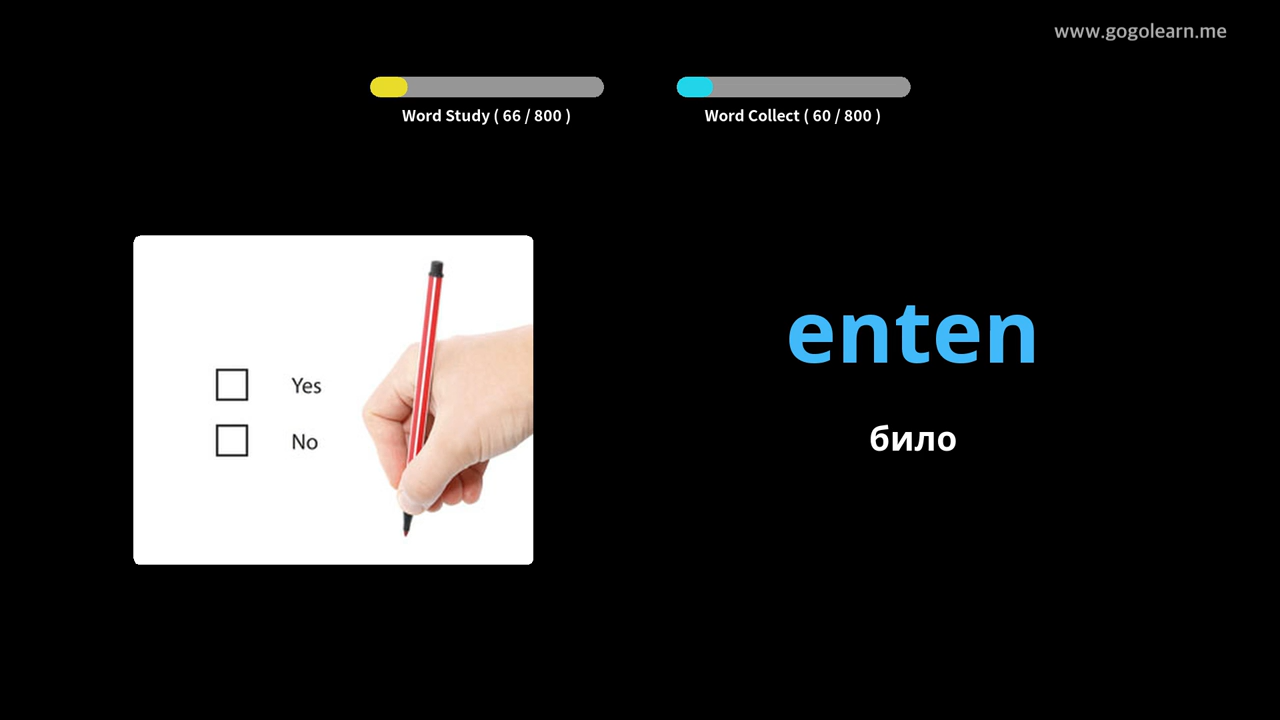 www.gogolearn.me
Word Study ( 66 / 800 )
Word Collect ( 60 / 800 )
Yes
No
enten
било